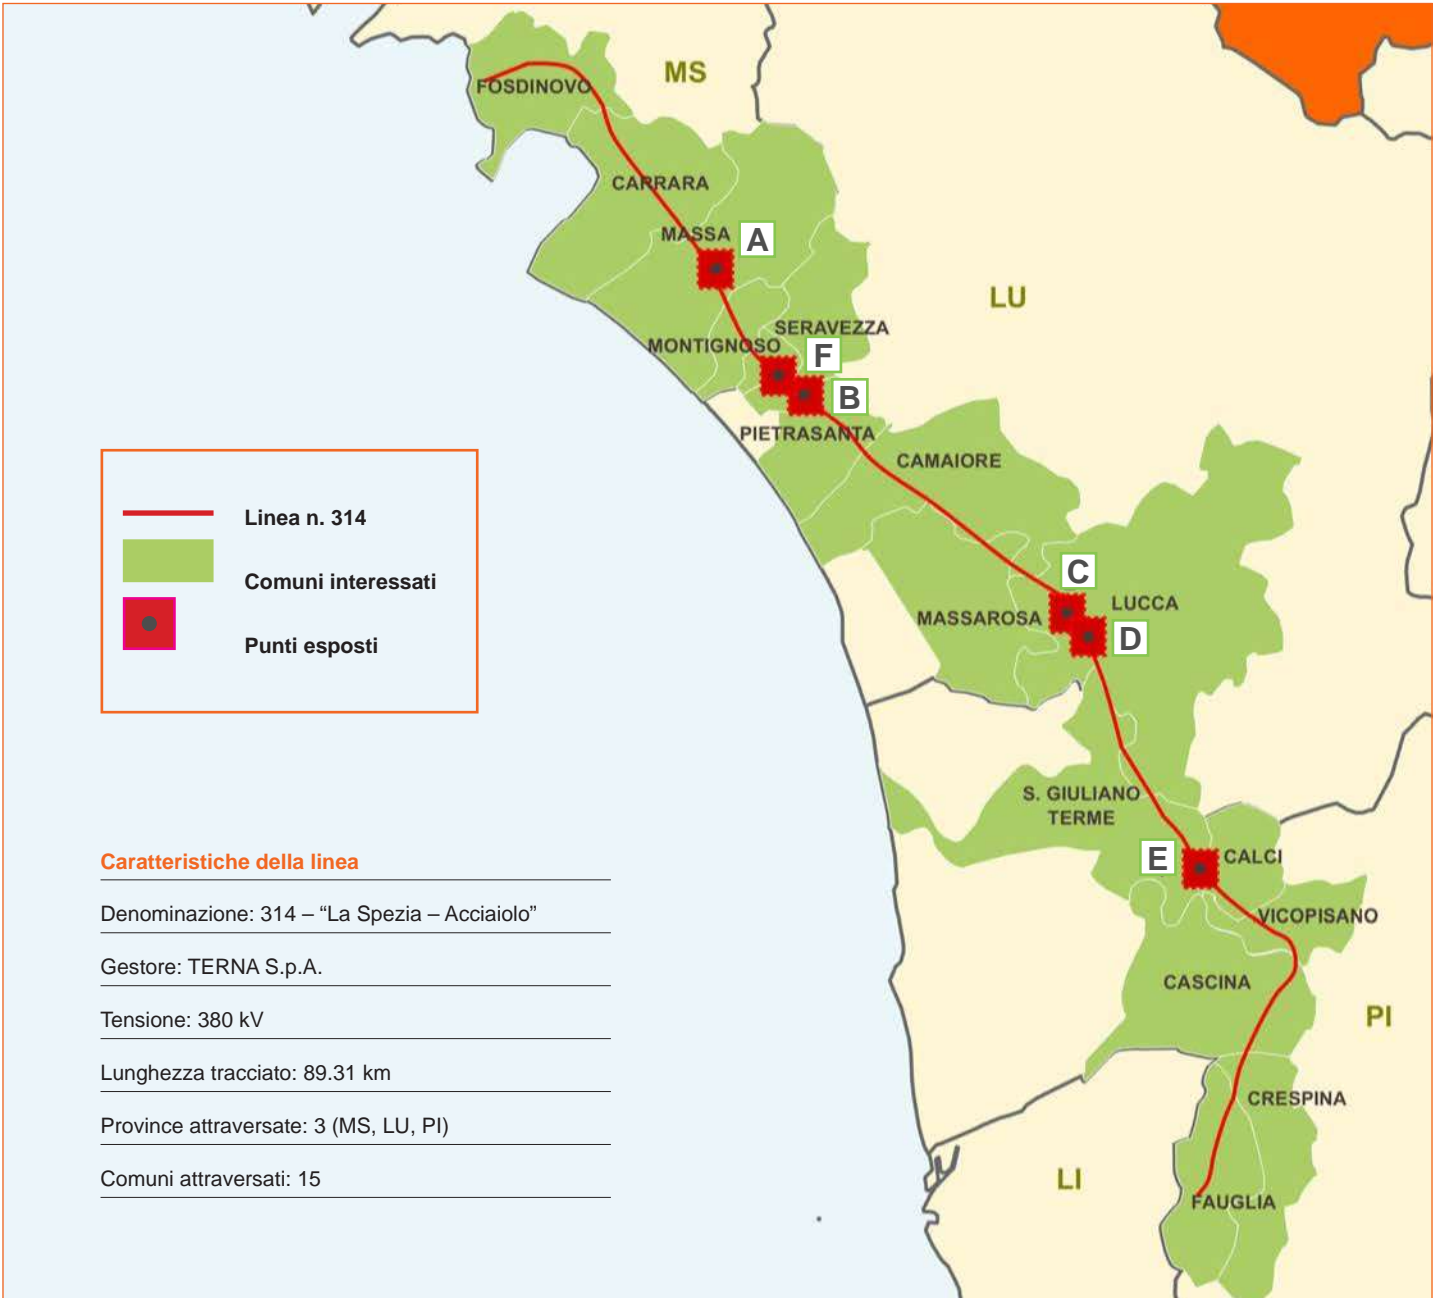 MS
FOSDINOVO
CARRARA
MASSA
A
LU
SERAVEZZA
MONTIGNOSO
F
B
PIETRASANTA
CAMAIORE
Linea n. 314
Comuni interessati
Punti esposti
C
LUCCA
MASSAROSA
D
S. GIULIANO
TERME
E
CALCI
VICOPISANO
CASCINA
PI
CRESPINA
LI
FAUGLIA
Caratteristiche della linea
Denominazione: 314 – “La Spezia – Acciaiolo”
Gestore: TERNA S.p.A.
Tensione: 380 kV
Lunghezza tracciato: 89.31 km
Province attraversate: 3 (MS, LU, PI)
Comuni attraversati: 15